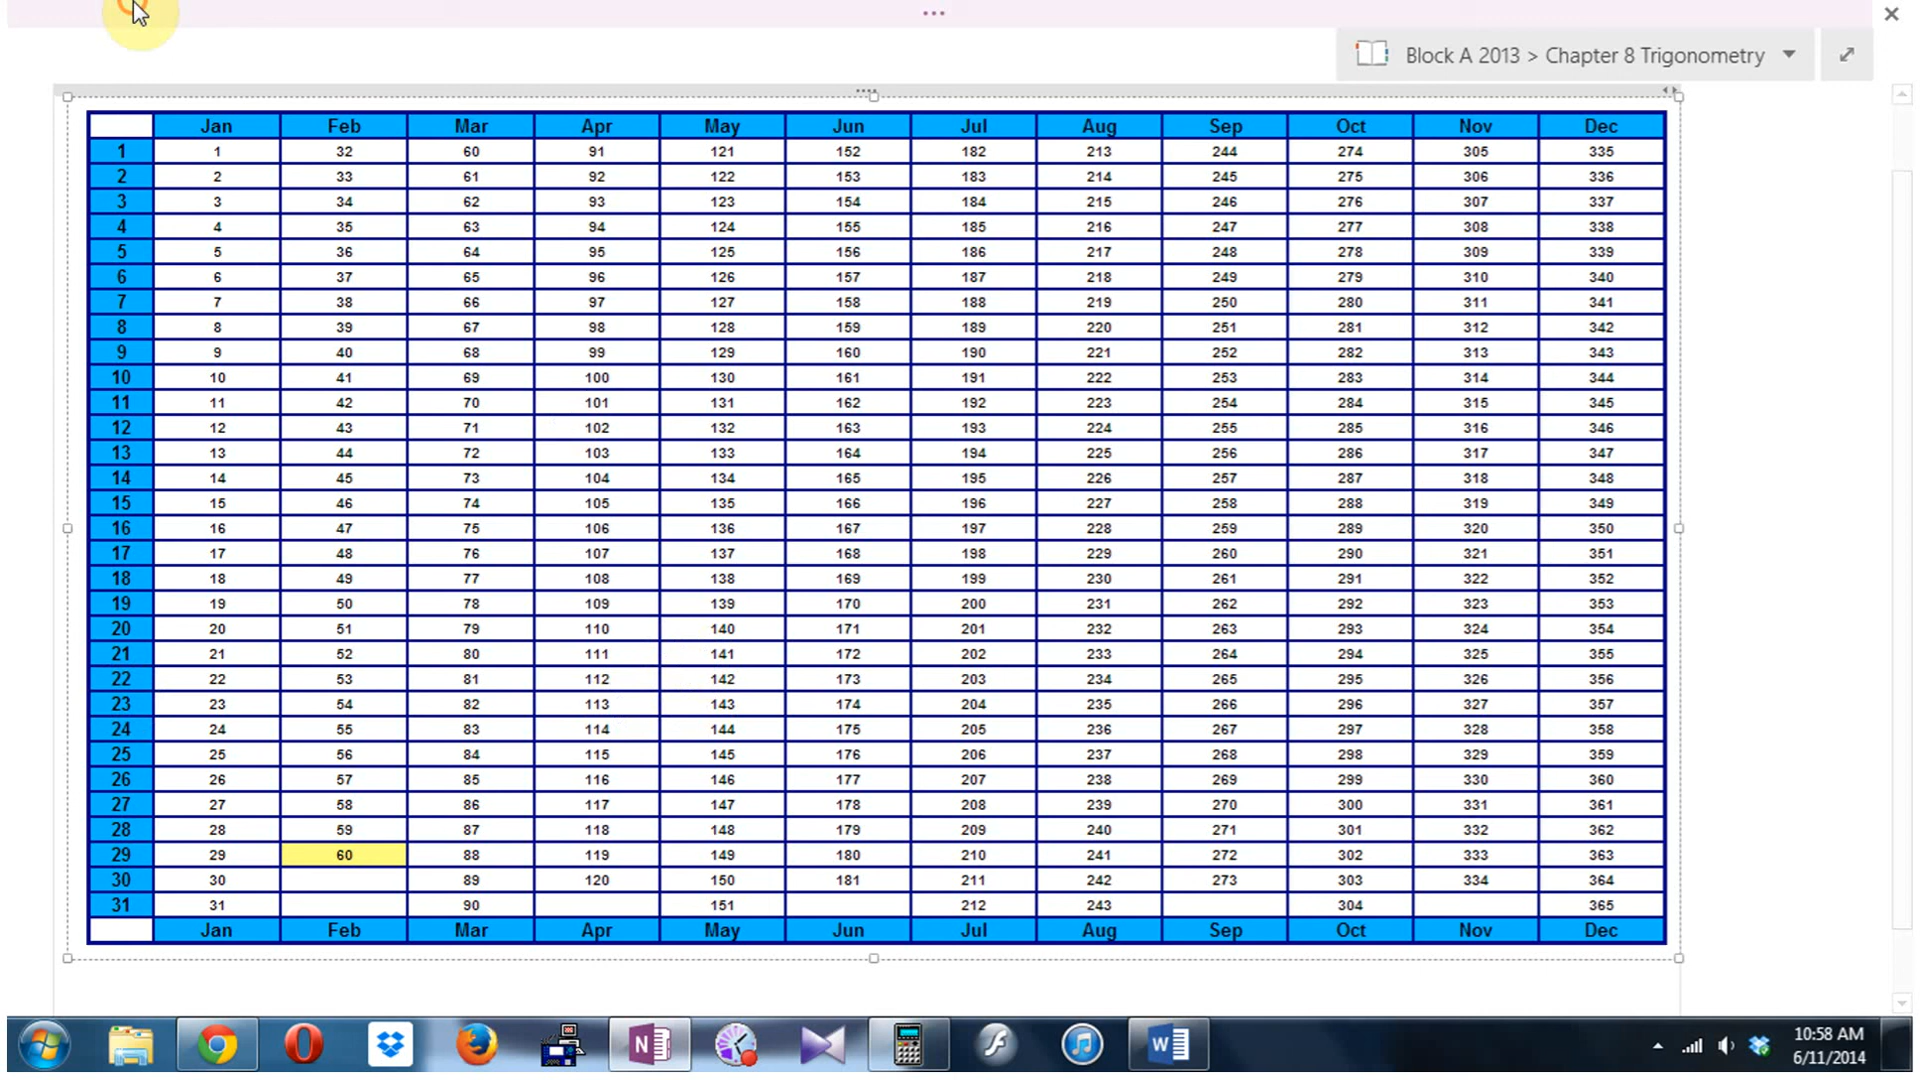 Block A 2013 > Chapter 8 Trigonometry
Jan Feb Mar Apr May Jun Jul Aug Sep Oct Nov Dec
1 1 32 60 91 121 152 182 213 244 274 305 335
2 2 33 61 92 122 153 183 214 245 275 306 336
3 3 34 62 93 123 154 184 215 246 276 307 337
4 4 35 63 94 124 155 185 216 247 277 308 338
5 5 36 64 95 125 156 186 217 248 278 309 339
6 6 37 65 96 126 157 187 218 249 279 310 340
7 7 38 66 97 127 158 188 219 250 280 311 341
8 8 39 67 98 128 159 189 220 251 281 312 342
9 9 40 68 99 129 160 190 221 252 282 313 343
10 10 41 69 100 130 161 191 222 253 283 314 344
11 11 42 70 101 131 162 192 223 254 284 315 345
12 12 43 71 102 132 163 193 224 255 285 316 346
13 13 44 72 103 133 164 194 225 256 286 317 347
14 14 45 73 104 134 165 195 226 257 287 318 348
15 15 46 74 105 135 166 196 227 258 288 319 349
16 16 47 75 106 136 167 197 228 259 289 320 350
17 17 48 76 107 137 168 198 229 260 290 321 351
18 18 49 77 108 138 169 199 230 261 291 322 352
19 19 50 78 109 139 170 200 231 262 292 323 353
20 20 51 79 110 140 171 201 232 263 293 324 354
21 21 52 80 111 141 172 202 233 264 294 325 355
22 22 53 81 112 142 173 203 234 265 295 326 356
23 23 54 82 113 143 174 204 235 266 296 327 357
24 24 55 83 114 144 175 205 236 267 297 328 358
25 25 56 84 115 145 176 206 237 268 298 329 359
26 26 57 85 116 146 177 207 238 269 299 330 360
27 27 58 86 117 147 178 208 239 270 300 331 361
28 28 59 87 118 148 179 209 240 271 301 332 362
29 29 60 88 119 149 180 210 241 272 302 333 363
30 30 89 120 150 181 211 242 273 303 334 364
31 31 90 151 212 243 304 365
Jan Feb Mar Apr May Jun Jul Aug Sep Oct Nov Dec
N
W
10:58 AM
6/11/2014